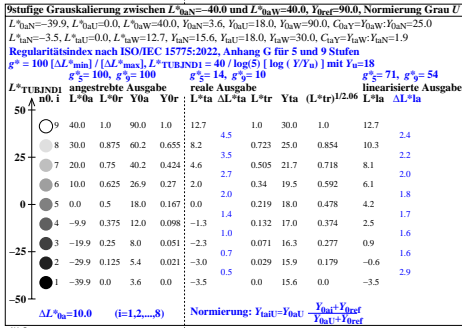 9stufige Grauskalierung zwischen L*0aN=−40.0 und L*0aW=40.0, Y0ref=90.0, Normierung Grau U
L*0aN=−39.9, L*0aU=0.0, L*0aW=40.0, Y0aN=3.6, Y0aU=18.0, Y0aW=90.0, C0aY=Y0aW:Y0aN=25.0
L*taN=−3.5, L*taU=0.0, L*taW=12.7, YtaN=15.6, YtaU=18.0, YtaW=30.0, CtaY=YtaW:YtaN=1.9
Regularitätsindex nach ISO/IEC 15775:2022, Anhang G für 5 und 9 Stufen
g* = 100 [ΔL*min] / [ΔL*max], L*TUBJND1 = 40 / log(5) [ log ( Y/Yu) ] mit Yu=18
g*5= 100, g*9= 100 g*5= 14, g*9= 10 g*5= 71, g*9= 54
L*TUBJND1 angestrebte Ausgabe reale Ausgabe linearisierte Ausgabe
n0. i L*0a L*0r Y0a Y0r L*ta ΔL*ta L*tr Yta (L*tr)1/2.06 L*la ΔL*la
9 40.0 1.0 90.0 1.0 12.7 1.0 30.0 1.0 12.7
4.5 2.4
50
8 30.0 0.875 60.2 0.655 8.2 0.723 25.0 0.854 10.3
3.5 2.2
7 20.0 0.75 40.2 0.424 4.6 0.505 21.7 0.718 8.1
25
2.7 2.0
6 10.0 0.625 26.9 0.27 2.0 0.34 19.5 0.592 6.1
2.0 1.8
0 5 0.0 0.5 18.0 0.167 0.0 0.219 18.0 0.478 4.2
1.4 1.7
4 −9.9 0.375 12.0 0.098 −1.3 0.132 17.0 0.374 2.5
1.0 1.6
3 −19.9 0.25 8.0 0.051 −2.3 0.071 16.3 0.277 0.9
−25
0.7 1.6
2 −29.9 0.125 5.4 0.021 −3.0 0.029 15.9 0.179 −0.6
0.5 2.9
1 −39.9 0.0 3.6 0.0 −3.5 0.0 15.6 0.0 −3.5
−50
ΔL*0a=10.0 (i=1,2,...,8) Normierung: YtaiU=Y0aU Y0ai+Y0ref
Y0aU+Y0ref